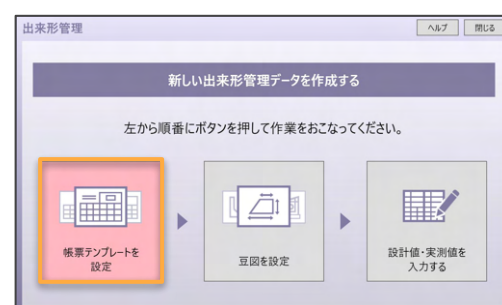 出来形管理
ヘルプ
閉じる
新しい出来形管理データを作成する
左から順番にボタンを押して作業をおこなってください。
帳票テンプレートを
設定
豆図を設定
設計値・実測値を
入力する